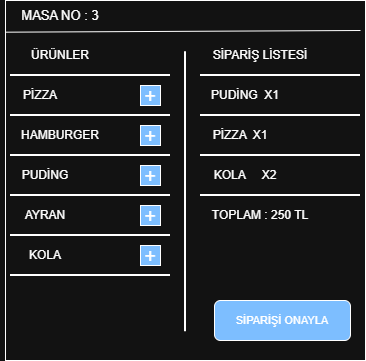 MASA NO : 3
ÜRÜNLER
PİZZA +
HAMBURGER +
PUDİNG +
AYRAN +
KOLA +
SİPARİŞ LİSTESİ
PUDİNG X1
PİZZA X1
KOLA X2
TOPLAM : 250 TL
SİPARİŞİ ONAYLA